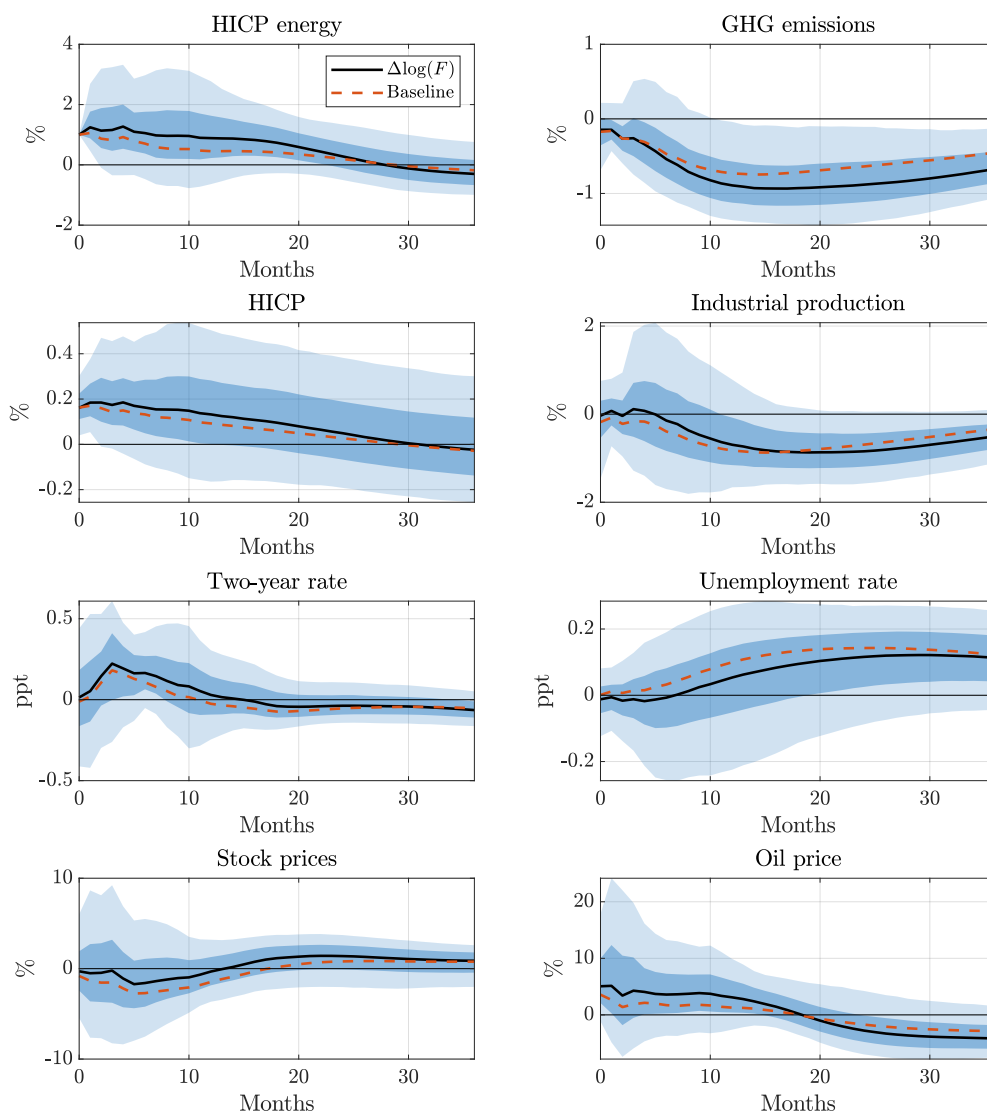 HICP energy
4
2
0
-2
%
Δlog(F)
Baseline
0 10 20 30
Months
GHG emissions
1
0
-1
%
0 10 20 30
Months
HICP
0.4
0.2
0
-0.2
%
0 10 20 30
Months
Industrial production
2
0
-2
%
0 10 20 30
Months
Two-year rate
0.5
0
-0.5
ppt
0 10 20 30
Months
Unemployment rate
0.2
0
-0.2
ppt
0 10 20 30
Months
Stock prices
10
0
-10
%
0 10 20 30
Months
Oil price
20
10
0
%
0 10 20 30
Months